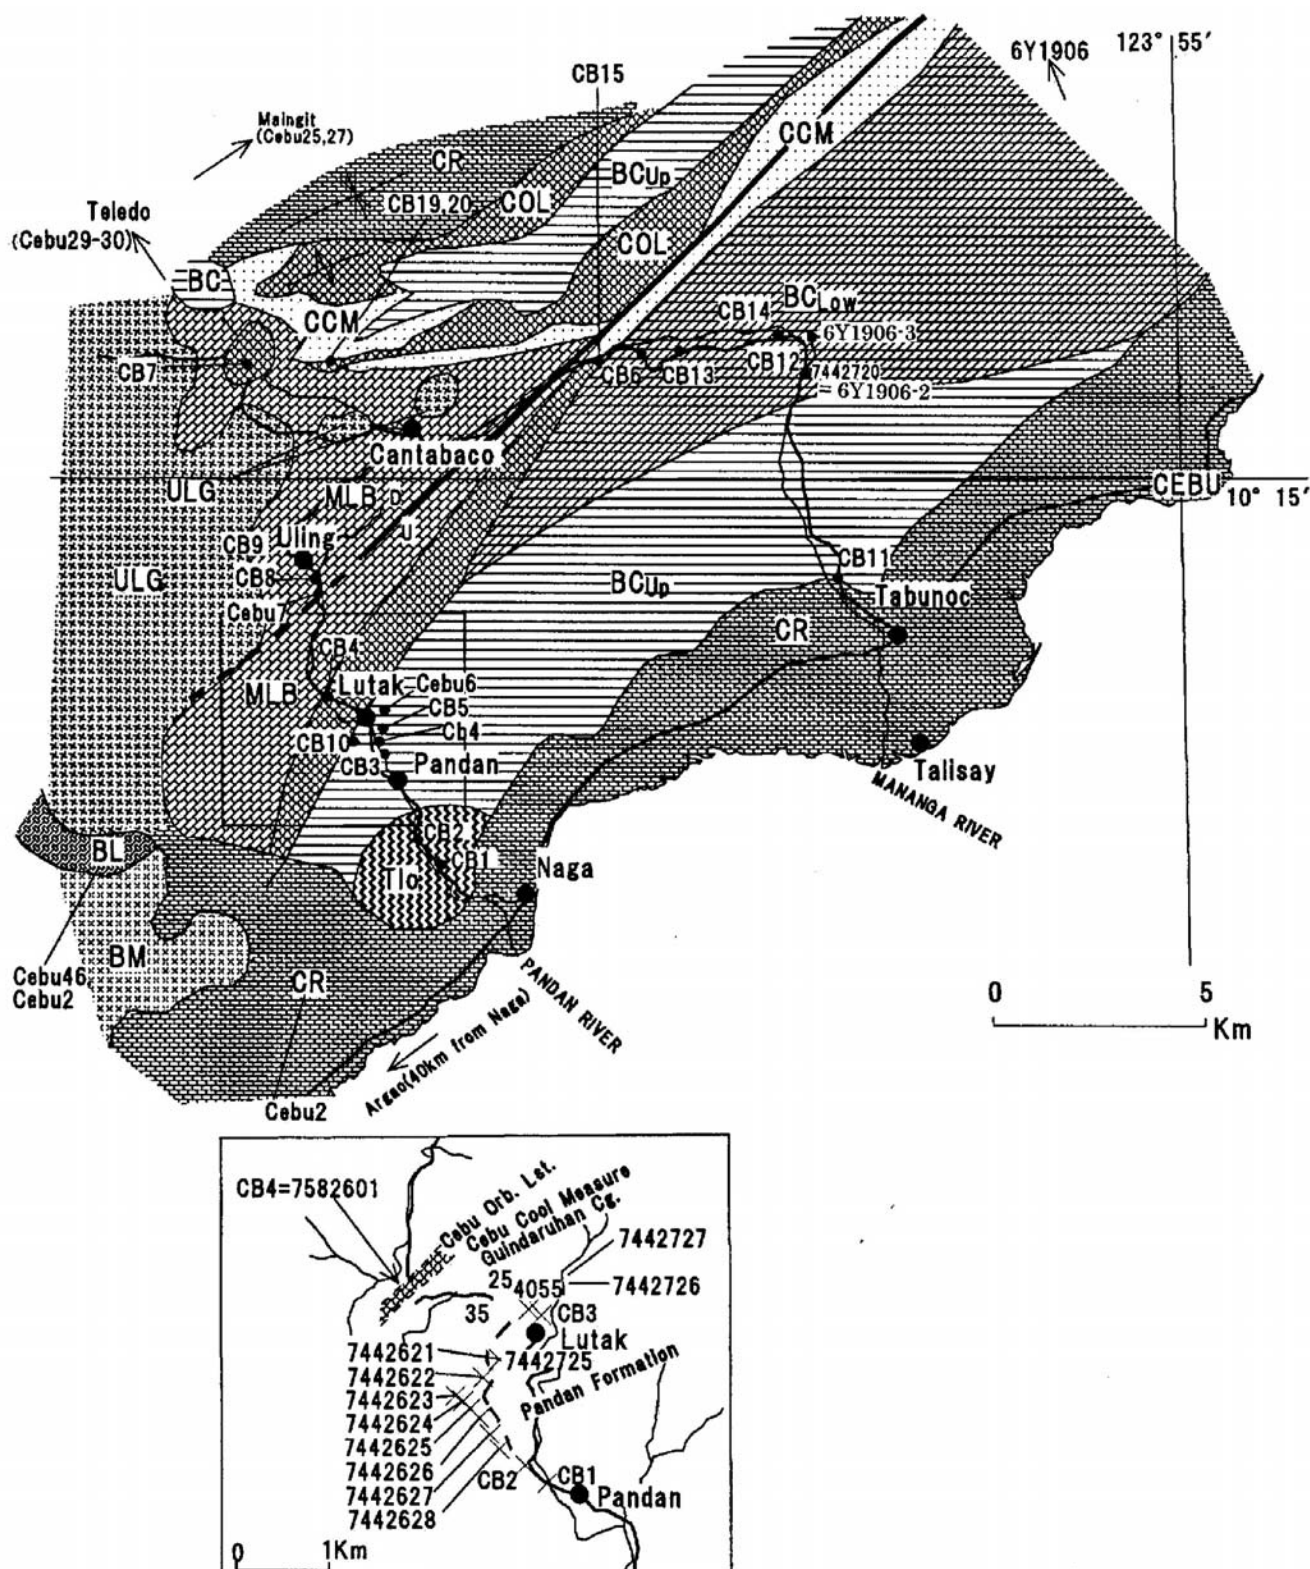 6Y1906
123° 55′
CB15
Maingit
(Cebu25,27)
CCM
CR
BCUp
CB19,20
COL
Teledo
(Cebu29-30)
COL
BC
BCLow
CCM
CB14
6Y1906-3
CB7
CB6
CB13
CB12
7442720
= 6Y1906-2
Cantabaco
ULG
MLB
D
CEBU
10° 15′
U
Uling
CB9
CB8
CB11
ULG
BCUp
Tabunoc
Cebu7
CR
CB4
MLB
Lutak
Cebu6
CB5
CB10
Cb4
CB3
Pandan
Talisay
MANANGA RIVER
CB2
BL
CB1
Tlo
Naga
BM
Cebu46
Cebu2
CR
PANDAN RIVER
0
5
Km
Argao(40km from Naga)
Cebu2
CB4=7582601
Cebu Orb. Lst.
Cebu Cool Measure
Guindaruhan Cg.
7442727
25
4055
7442726
35
CB3
Lutak
7442621
7442725
7442622
Pandan Formation
7442623
7442624
7442625
7442626
CB2
CB1
7442627
Pandan
7442628
0
1Km